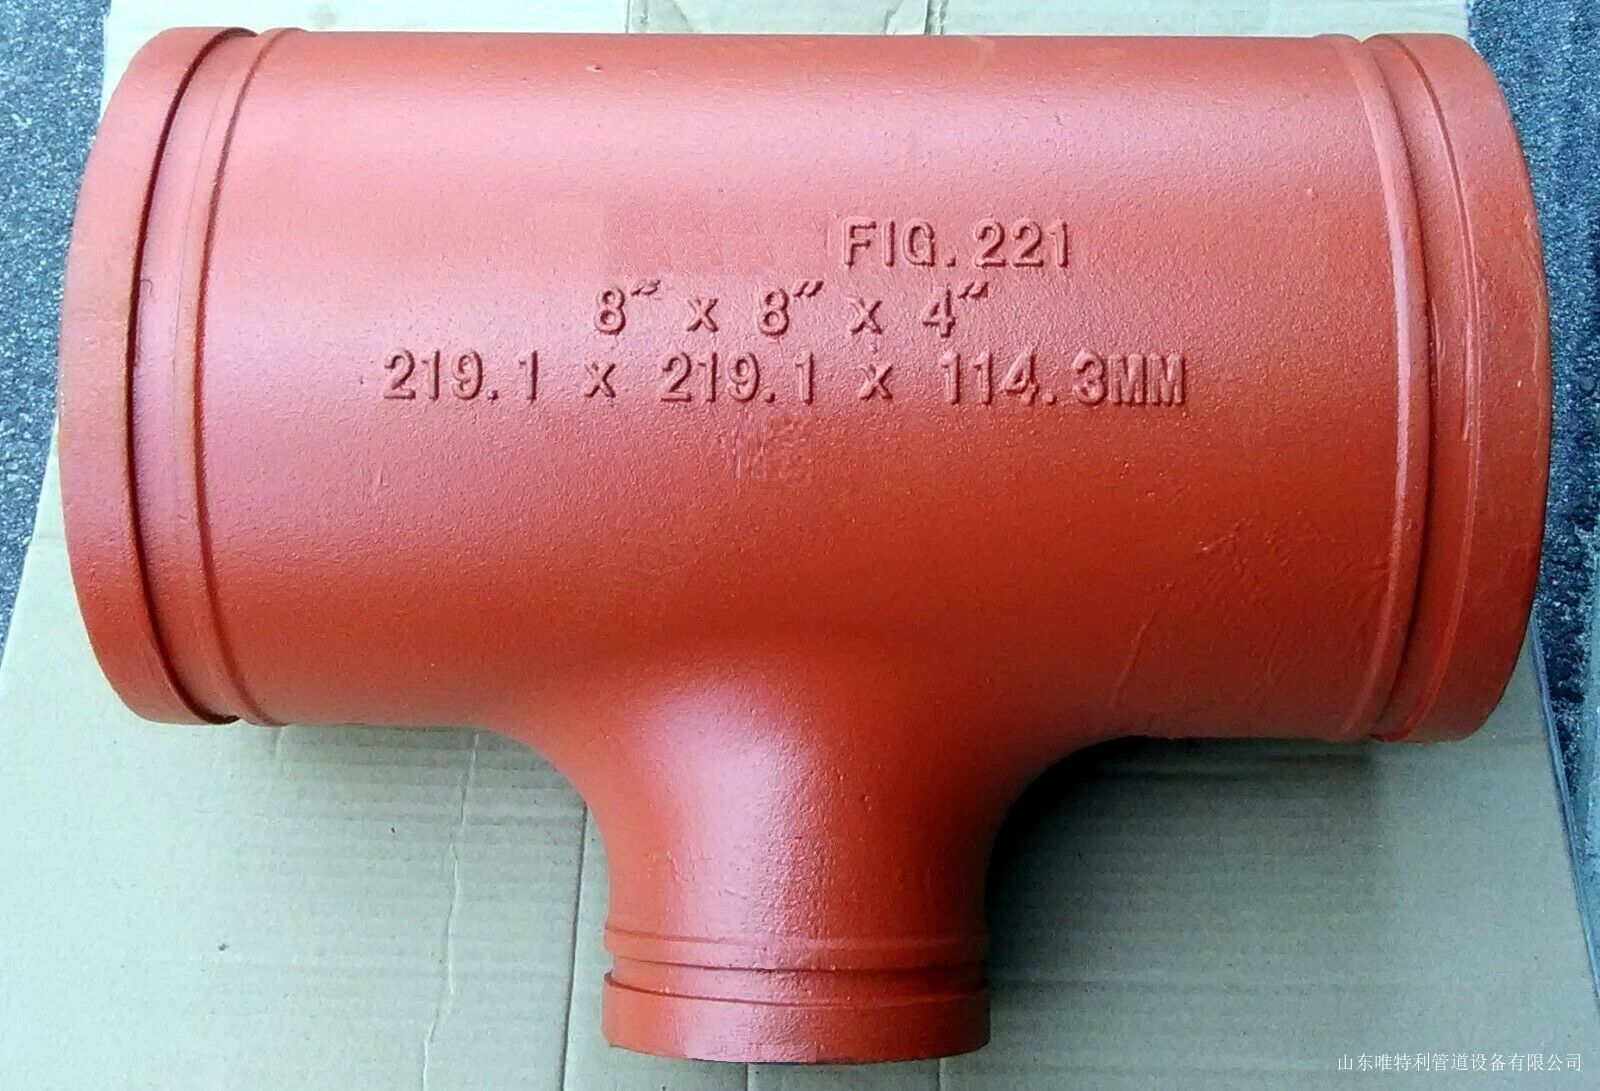 FIG.221
8″ x 8″ x 4″
219.1 x 219.1 x 114.3MM
山东唯特利管道设备有限公司